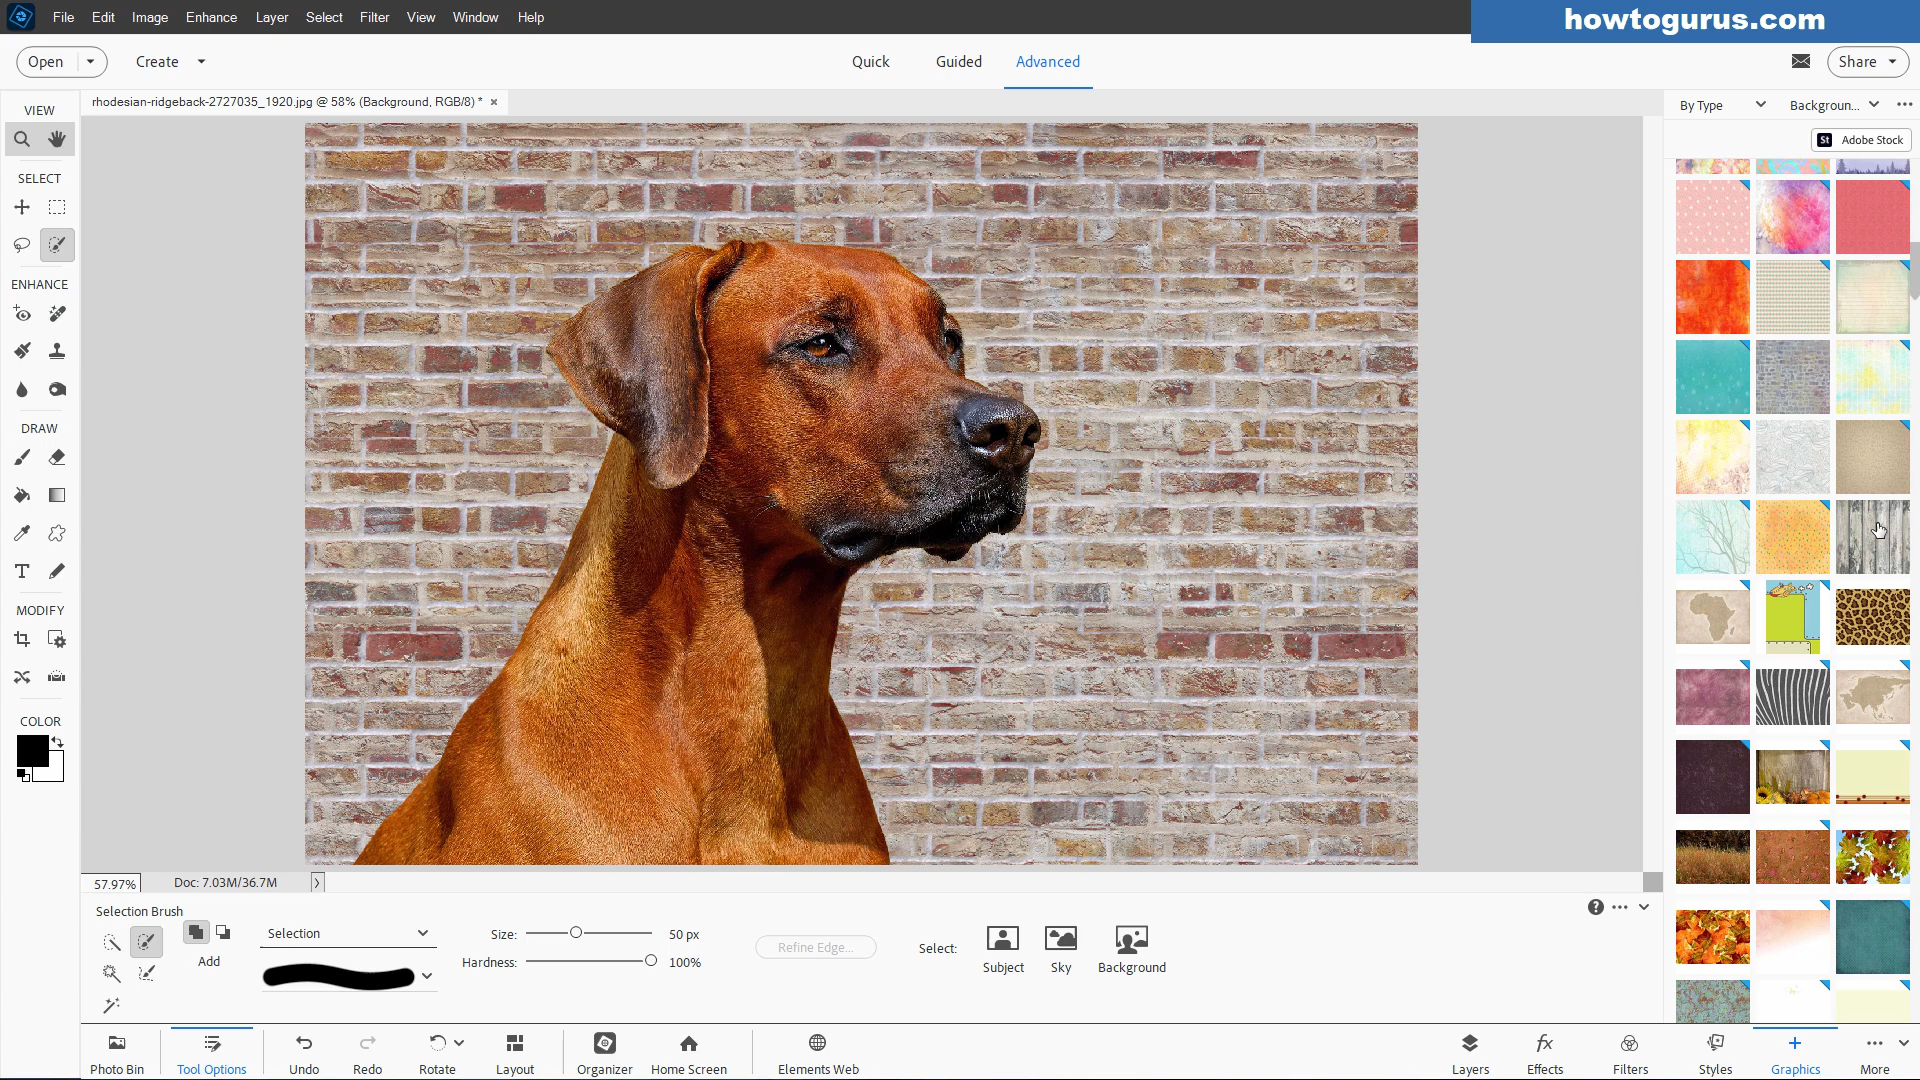 File Edit Image Enhance Layer Select Filter View Window Help
howtogurus.com
Open Create Quick Guided Advanced Share
VIEW
rhodesian-ridgeback-2727035_1920.jpg @ 58% (Background, RGB/8) * ×
By Type Backgroun... •••
St Adobe Stock
SELECT
ENHANCE
DRAW
MODIFY
COLOR
57.97% Doc: 7.03M/36.7M
Selection Brush
Add
Selection
Size: 50 px
Hardness: 100%
Refine Edge...
Select: Subject Sky Background
Photo Bin Tool Options Undo Redo Rotate Layout Organizer Home Screen Elements Web Layers Effects Filters Styles Graphics More